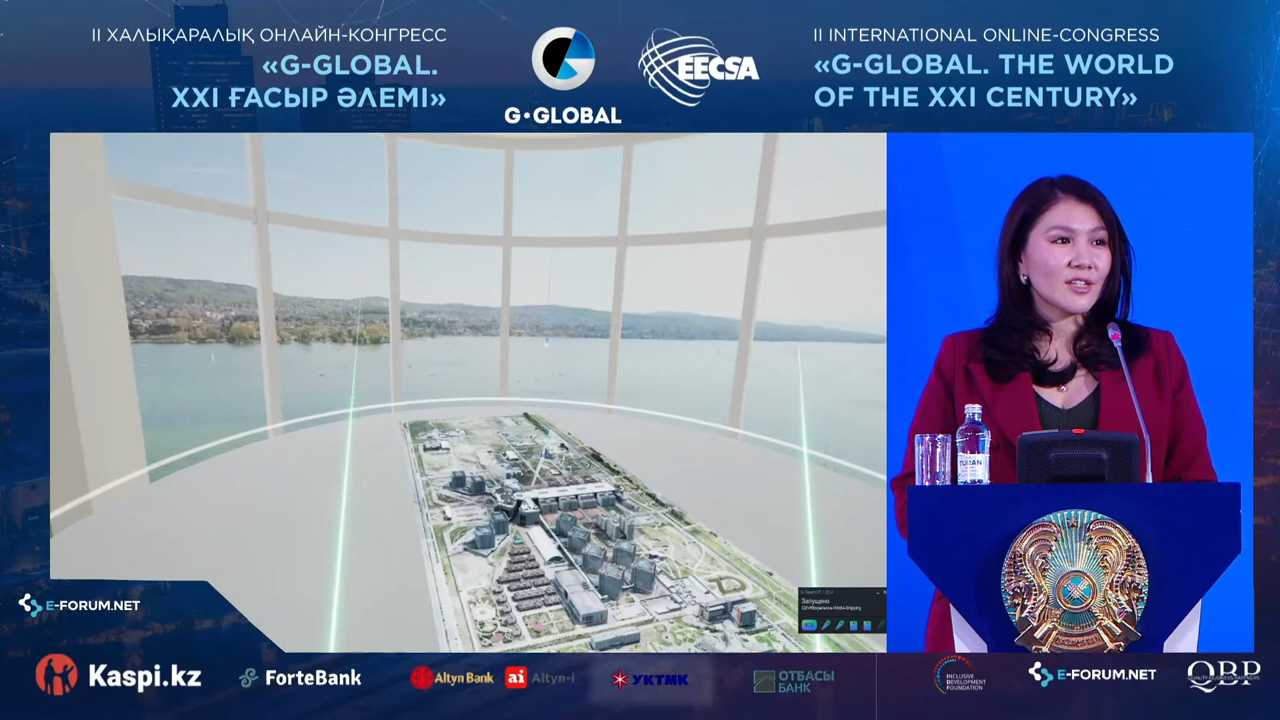 II ХАЛЫҚАРАЛЫҚ ОНЛАЙН-КОНГРЕСС
«G-GLOBAL.
XXI ҒАСЫР ӘЛЕМІ»
G·GLOBAL
EECSA
II INTERNATIONAL ONLINE-CONGRESS
«G-GLOBAL. THE WORLD
OF THE XXI CENTURY»
TURAN
Запущено
E-FORUM.NET
Kaspi.kz
ForteBank
Altyn Bank
ai Altyn-i
УКТМК
ОТБАСЫ
БАНК
INCLUSIVE
DEVELOPMENT
FOUNDATION
E-FORUM.NET
QBP